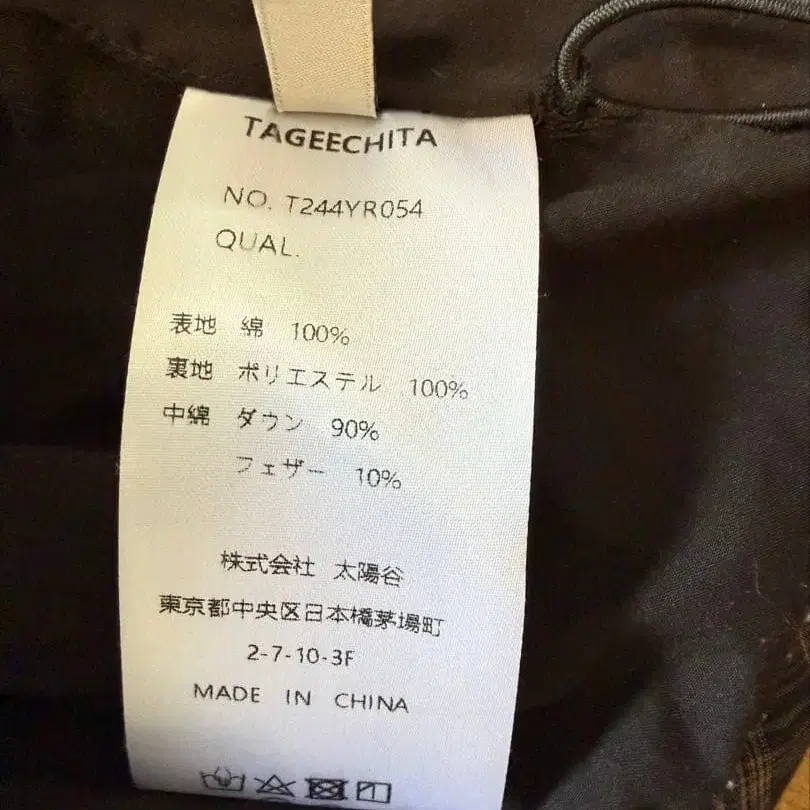 TAGEECHITA
NO. T244YR054
QUAL.
表地 綿 100%
裏地 ポリエステル 100%
中綿 ダウン 90%
フェザー 10%
株式会社 太陽谷
東京都中央区日本橋茅場町
2-7-10-3F
MADE IN CHINA